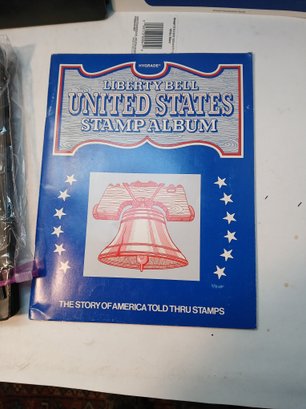 HYGRADE®
LIBERTY BELL
UNITED STATES
STAMP ALBUM
THE STORY OF AMERICA TOLD THRU STAMPS